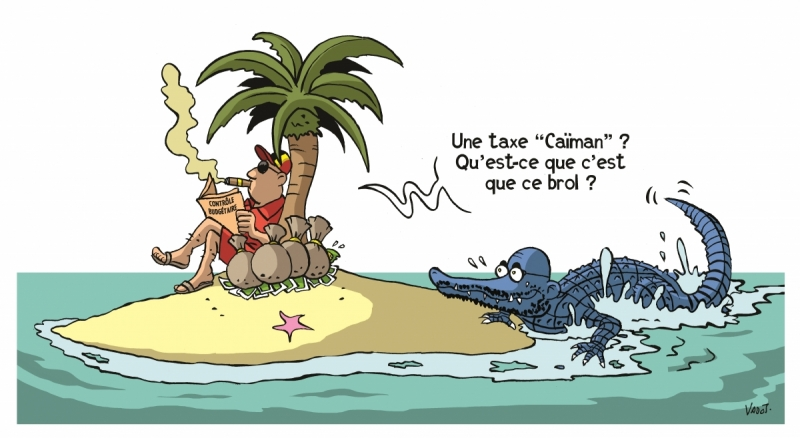 Une taxe "Caïman" ?
Qu'est-ce que c'est
que ce brol ?
CONTRÔLE
BUDGÉTAIRE
VADOT.